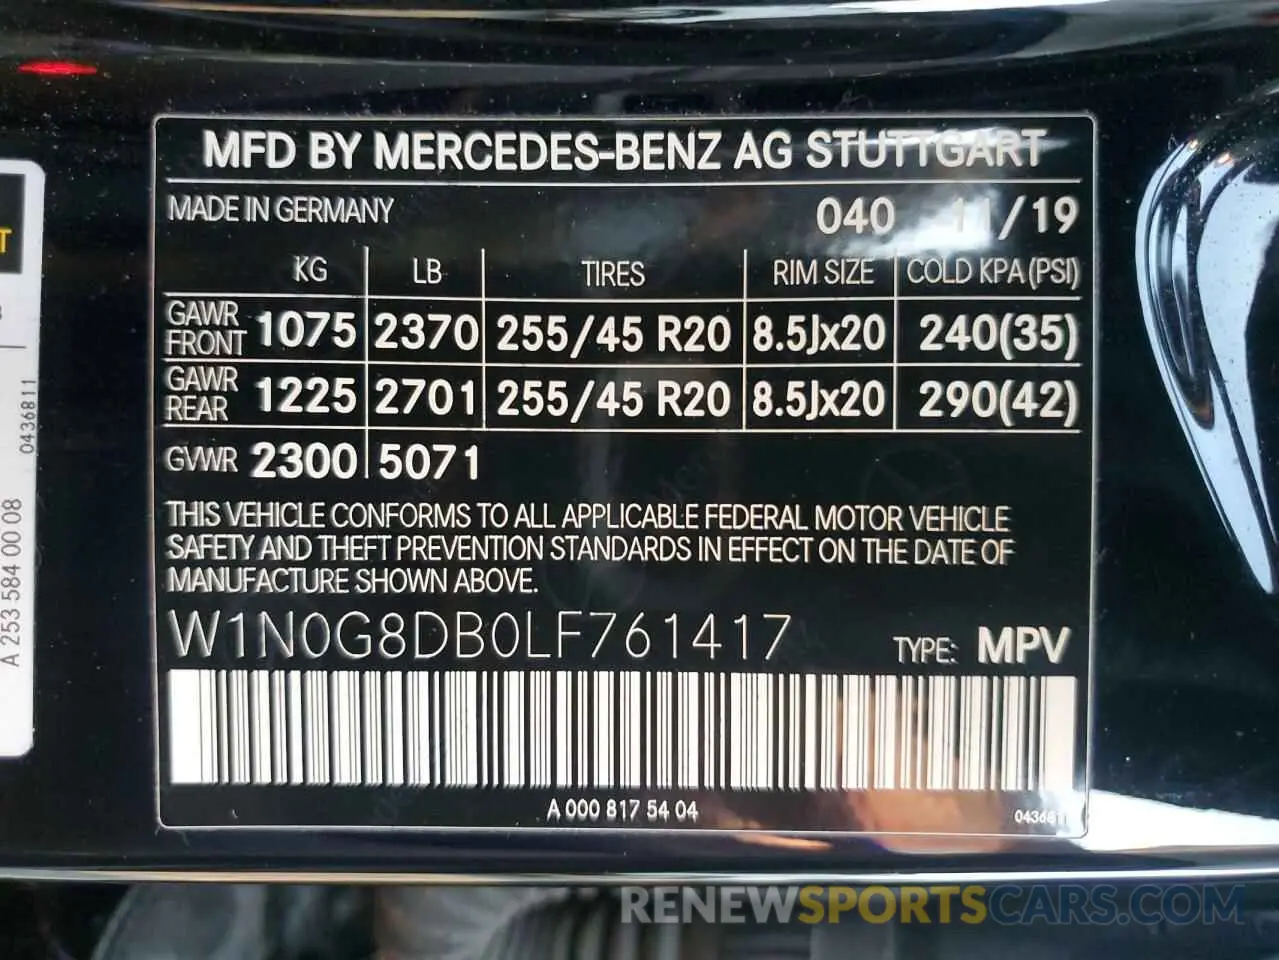 MFD BY MERCEDES-BENZ AG STUTTGART
MADE IN GERMANY 040 11/19
KG LB TIRES RIM SIZE COLD KPA (PSI)
GAWR FRONT 1075 2370 255/45 R20 8.5Jx20 240(35)
GAWR REAR 1225 2701 255/45 R20 8.5Jx20 290(42)
GVWR 2300 5071
THIS VEHICLE CONFORMS TO ALL APPLICABLE FEDERAL MOTOR VEHICLE
SAFETY AND THEFT PREVENTION STANDARDS IN EFFECT ON THE DATE OF
MANUFACTURE SHOWN ABOVE.
W1N0G8DB0LF761417 TYPE: MPV
A 000 817 54 04
A 253 584 00 08
0436811
RENEWSPORTSCARS.COM